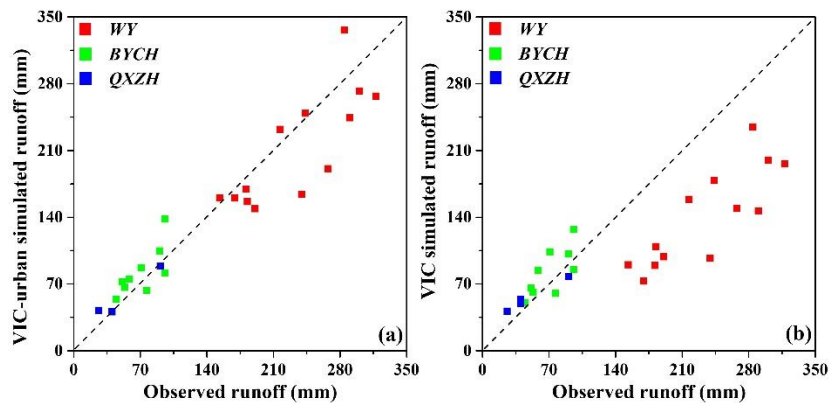 350
280
210
140
70
0
VIC-urban simulated runoff (mm)
WY
BYCH
QXZH
(a)
0 70 140 210 280 350
Observed runoff (mm)
350
280
210
140
70
0
VIC simulated runoff (mm)
WY
BYCH
QXZH
(b)
0 70 140 210 280 350
Observed runoff (mm)